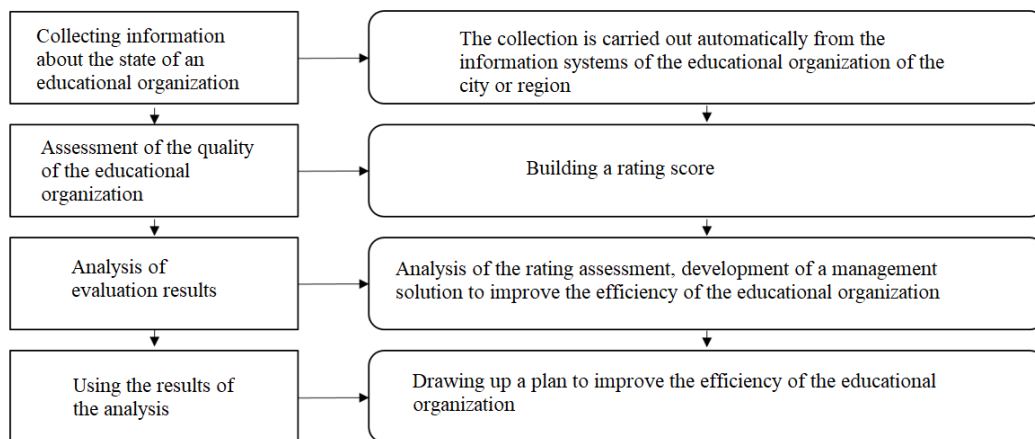 Collecting information
about the state of an
educational organization
The collection is carried out automatically from the
information systems of the educational organization of the
city or region
Assessment of the quality
of the educational
organization
Building a rating score
Analysis of
evaluation results
Analysis of the rating assessment, development of a management
solution to improve the efficiency of the educational organization
Using the results of
the analysis
Drawing up a plan to improve the efficiency of the educational
organization